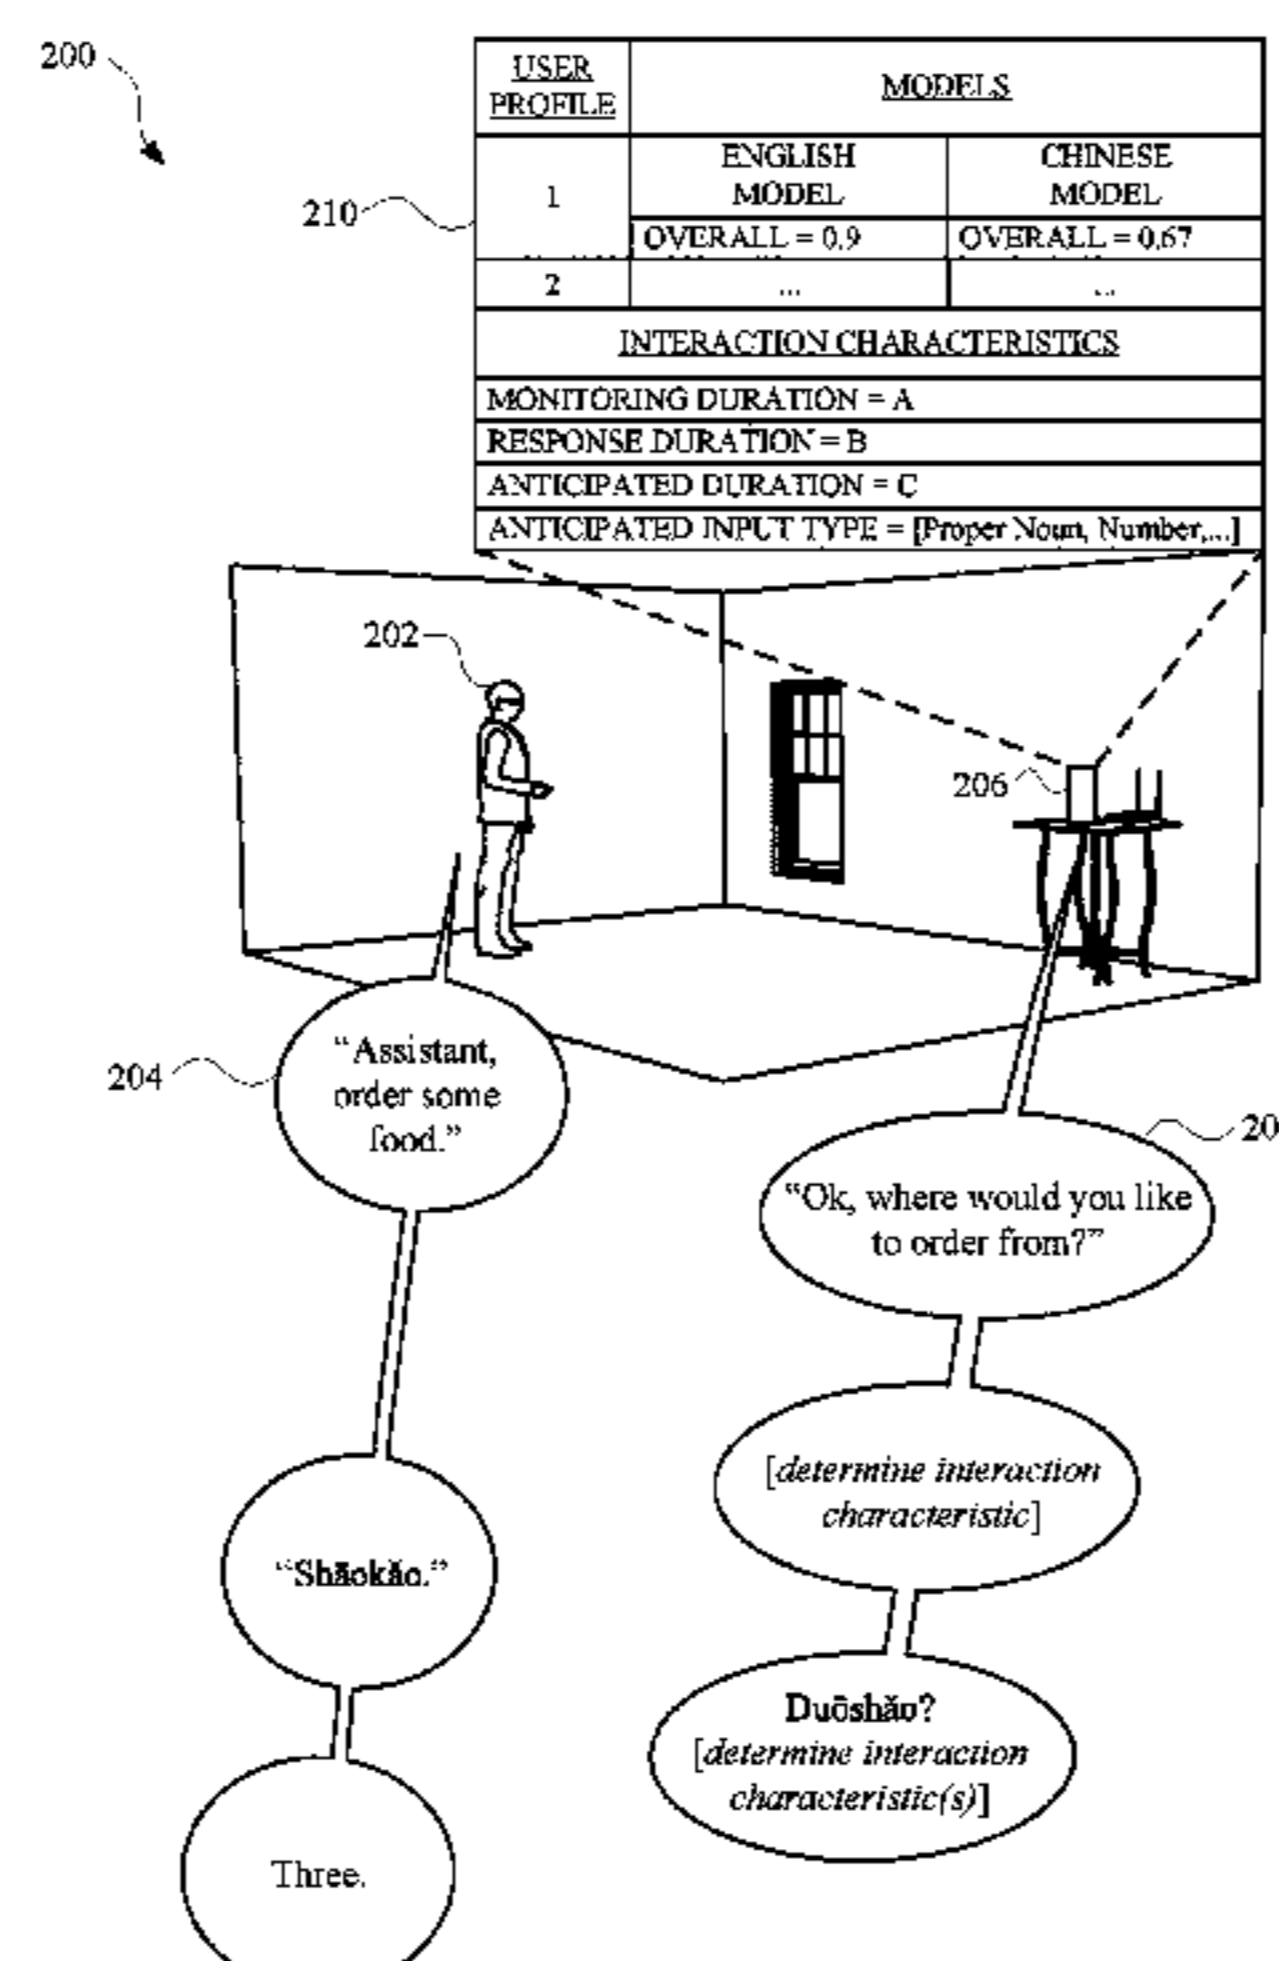 200
USER
PROFILE
MODELS
1
ENGLISH
MODEL
CHINESE
MODEL
210
OVERALL = 0.9
OVERALL = 0.67
2
...
...
INTERACTION CHARACTERISTICS
MONITORING DURATION = A
RESPONSE DURATION = B
ANTICIPATED DURATION = C
ANTICIPATED INPUT TYPE = [Proper Noun, Number,...]
202
206
204
“Assistant,
order some
food.”
20
“Ok, where would you like
to order from?”
[determine interaction
characteristic]
“Shāokǎo.”
Duōshǎo?
[determine interaction
characteristic(s)]
Three.